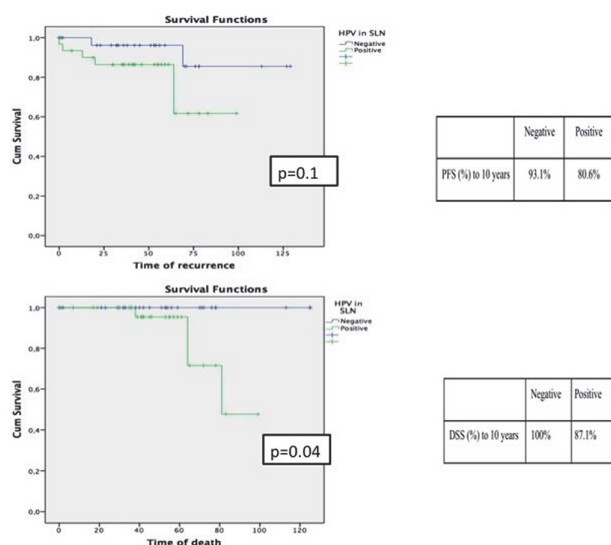 Survival Functions
HPV in SLN
Negative
Positive
1,0
0,8
0,6
0,4
0,2
0,0
Cum Survival
p=0.1
0
25
50
75
100
125
Time of recurrence
Negative Positive
PFS (%) to 10 years 93.1% 80.6%
Survival Functions
HPV in
SLN
Negative
Positive
1,0
0,8
0,6
0,4
0,2
0,0
Cum Survival
p=0.04
0
20
40
60
80
100
120
Time of death
Negative Positive
DSS (%) to 10 years 100% 87.1%